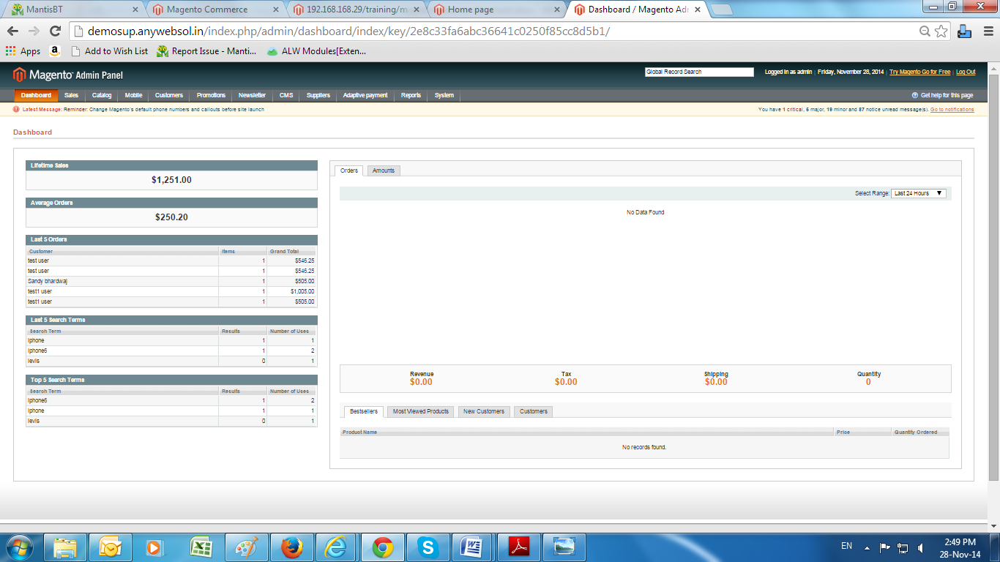 MantisBT
Magento Commerce
192.168.168.29/training/m
Home page
Dashboard / Magento Adm
demosup.anywebsol.in/index.php/admin/dashboard/index/key/2e8c33fa6abc36641c0250f85cc8d5b1/
Apps
Add to Wish List
Report Issue - Manti...
ALW Modules[Exten...
Magento Admin Panel
Global Record Search
Logged in as admin | Friday, November 28, 2014 | Try Magento Go for Free | Log Out
Dashboard Sales Catalog Mobile Customers Promotions Newsletter CMS Suppliers Adaptive payment Reports System
Get help for this page
Latest Message: Reminder: Change Magento's default phone numbers and callouts before site launch
You have 1 critical, 5 major, 19 minor and 87 notice unread message(s). Go to notifications
Dashboard
Lifetime Sales
$1,251.00
Average Orders
$250.20
Last 5 Orders
Customer Items Grand Total
test user 1 $546.25
test user 1 $546.25
Sandy bhardwaj 1 $505.00
test1 user 1 $1,005.00
test1 user 1 $505.00
Last 5 Search Terms
Search Term Results Number of Uses
iphone 1 1
iphone6 1 2
levis 0 1
Top 5 Search Terms
Search Term Results Number of Uses
iphone6 1 2
iphone 1 1
levis 0 1
Orders Amounts
Select Range: Last 24 Hours
No Data Found
Revenue Tax Shipping Quantity
$0.00 $0.00 $0.00 0
Bestsellers Most Viewed Products New Customers Customers
Product Name Price Quantity Ordered
No records found.
EN
2:49 PM
28-Nov-14